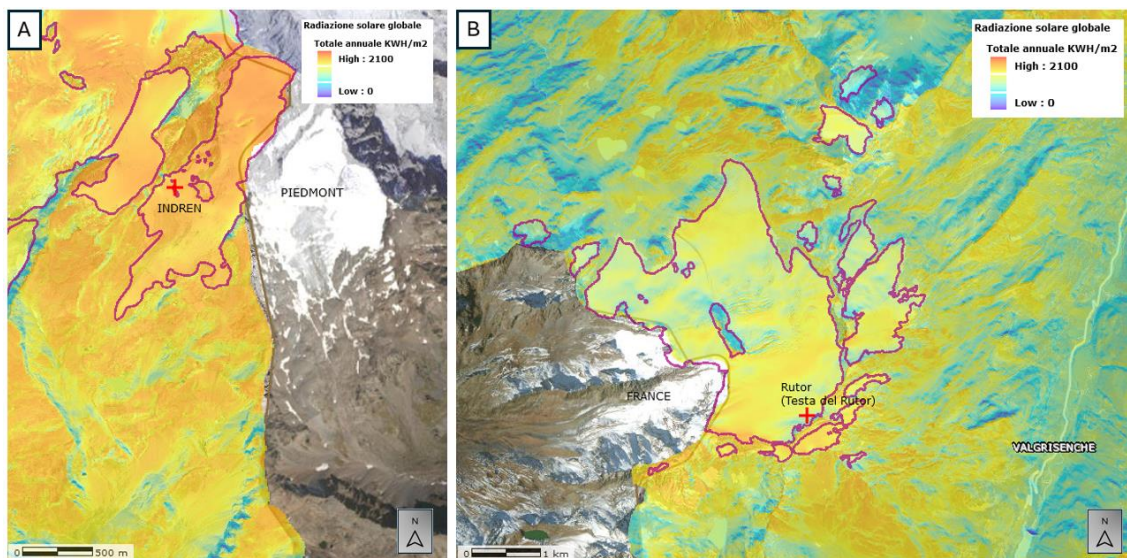 A
Radiazione solare globale
Totale annuale KWH/m2
High : 2100
Low : 0
PIEDMONT
INDREN
N
0 500 m
B
Radiazione solare globale
Totale annuale KWH/m2
High : 2100
Low : 0
FRANCE
Rutor
(Testa del Rutor)
VALGRISENCHE
N
0 1 km